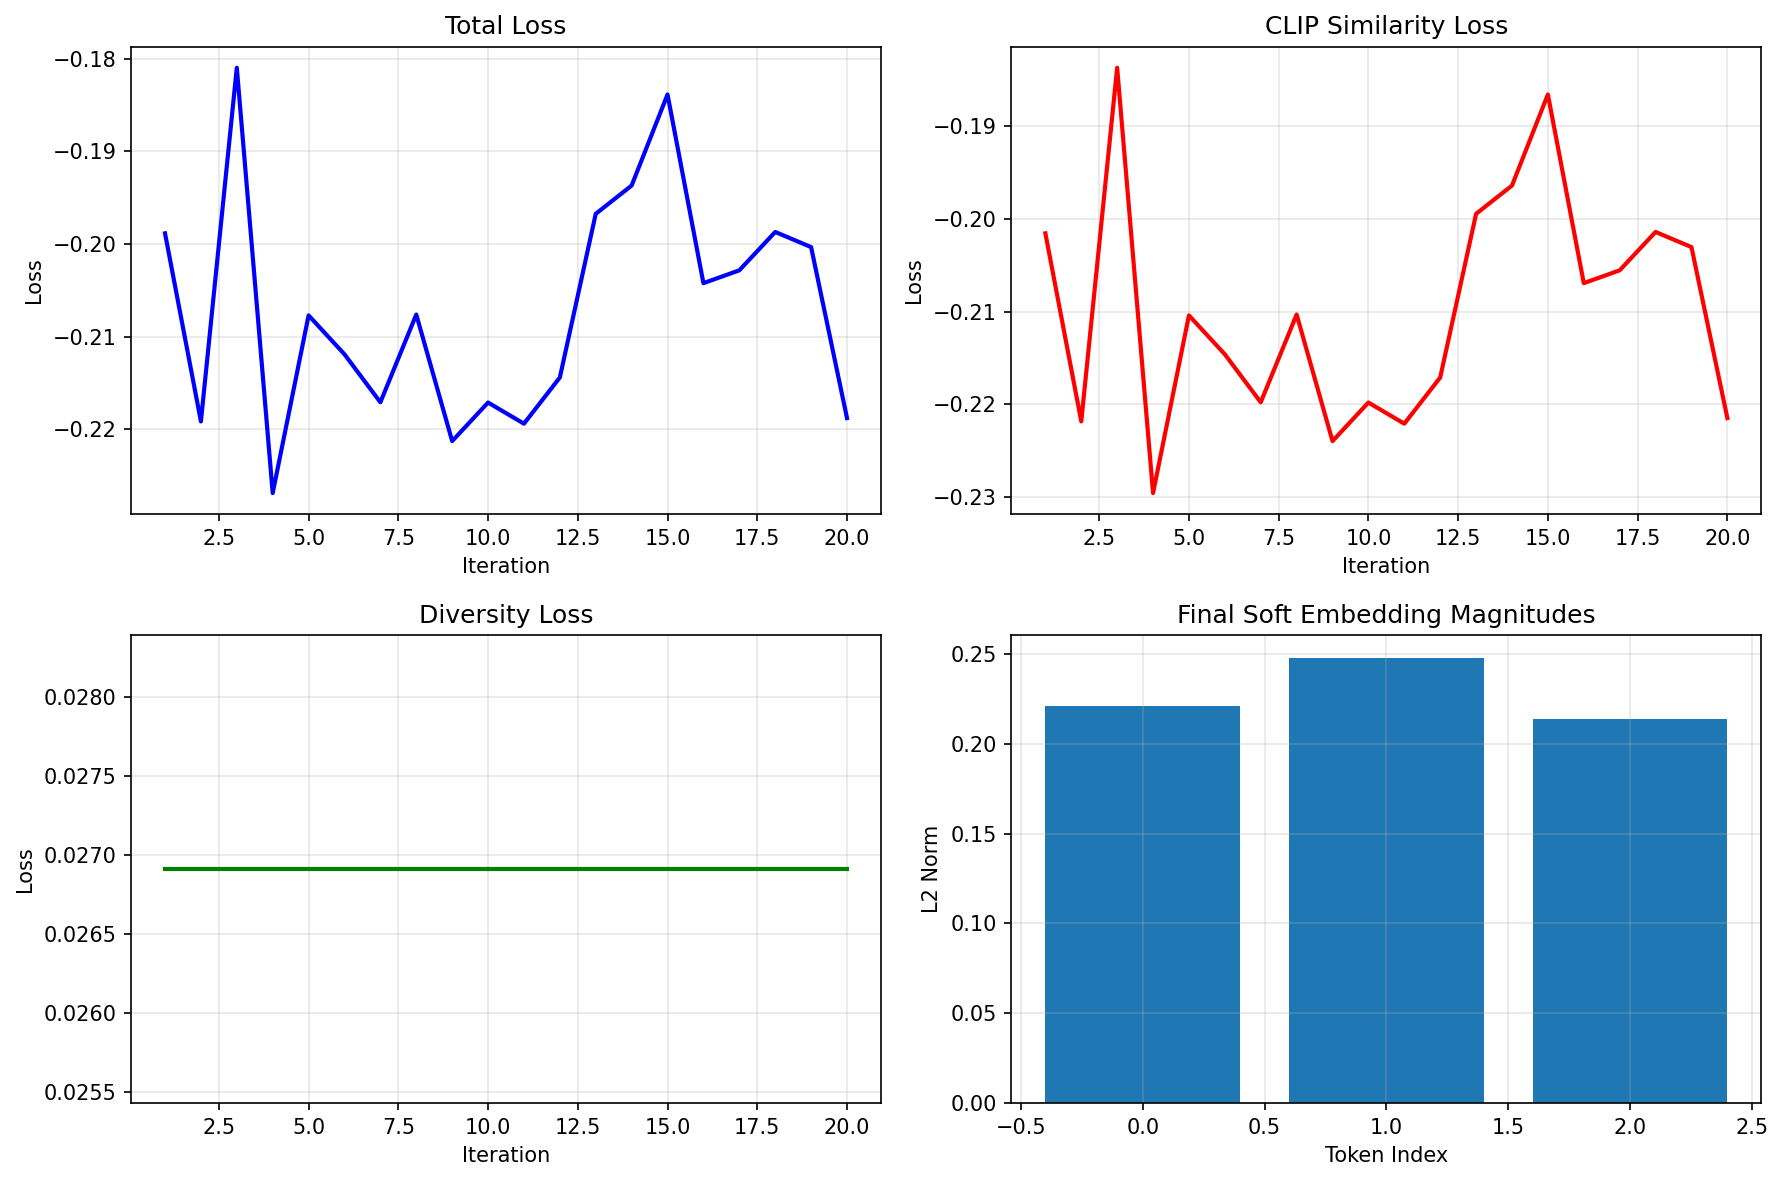 Total Loss
−0.18
−0.19
−0.20
−0.21
−0.22
Loss
2.5 5.0 7.5 10.0 12.5 15.0 17.5 20.0
Iteration
CLIP Similarity Loss
−0.19
−0.20
−0.21
−0.22
−0.23
Loss
2.5 5.0 7.5 10.0 12.5 15.0 17.5 20.0
Iteration
Diversity Loss
0.0280
0.0275
0.0270
0.0265
0.0260
0.0255
Loss
2.5 5.0 7.5 10.0 12.5 15.0 17.5 20.0
Iteration
Final Soft Embedding Magnitudes
0.25
0.20
0.15
0.10
0.05
0.00
L2 Norm
−0.5 0.0 0.5 1.0 1.5 2.0 2.5
Token Index